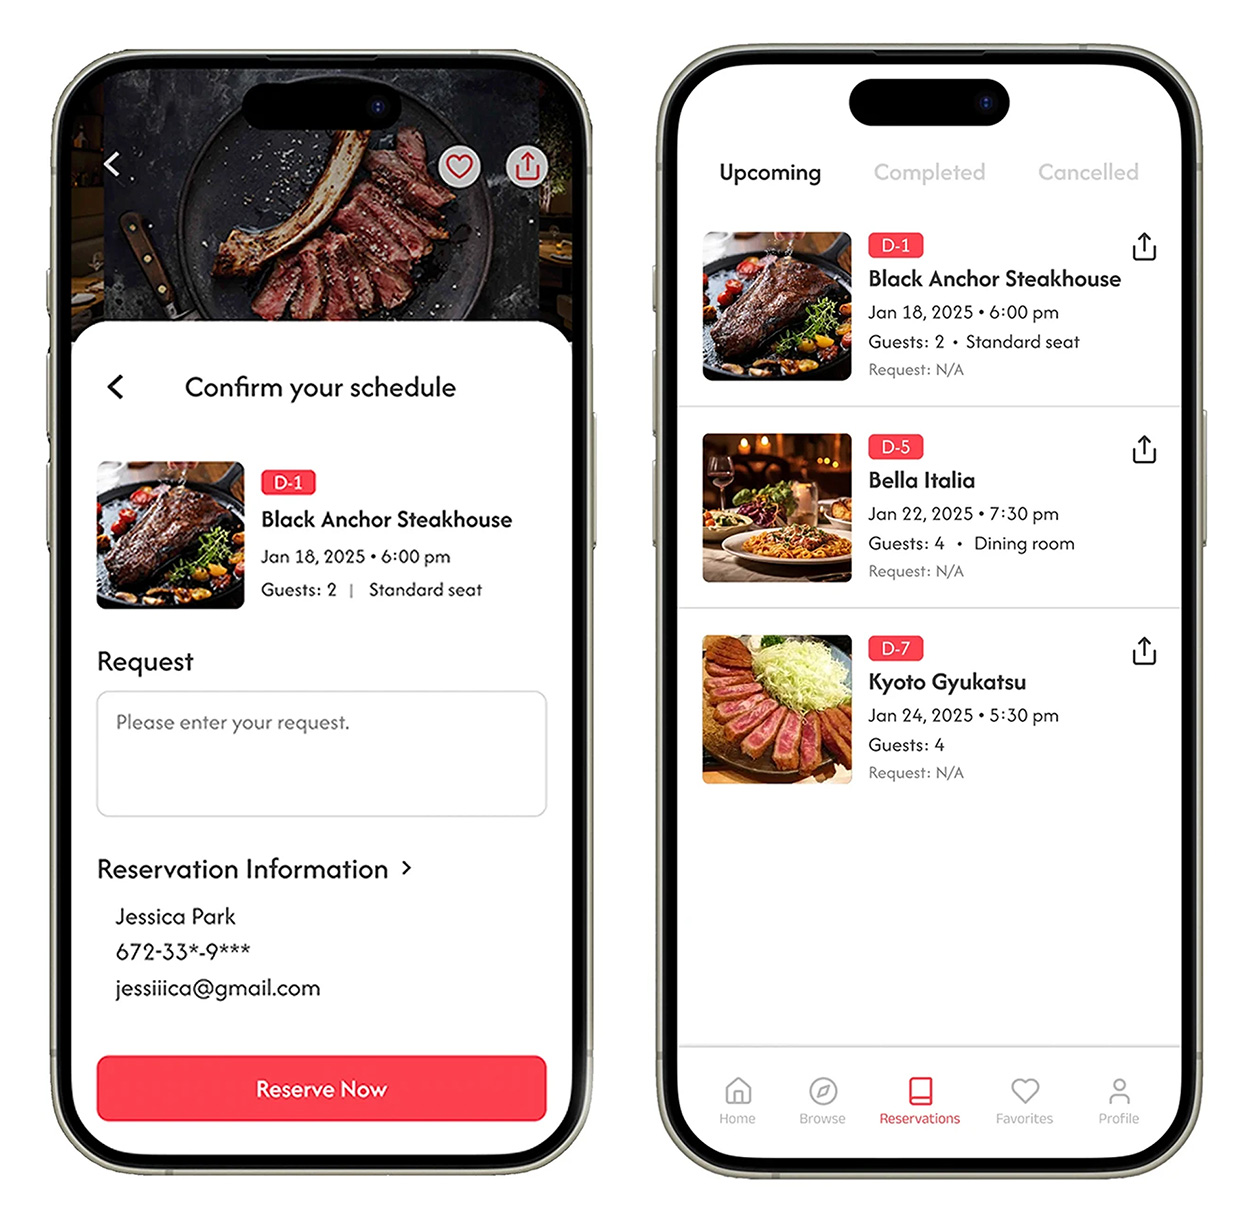 Confirm your schedule
D-1
Black Anchor Steakhouse
Jan 18, 2025 • 6:00 pm
Guests: 2 | Standard seat
Request
Please enter your request.
Reservation Information >
Jessica Park
672-33*-9***
jessiiica@gmail.com
Reserve Now
Upcoming Completed Cancelled
D-1
Black Anchor Steakhouse
Jan 18, 2025 • 6:00 pm
Guests: 2 • Standard seat
Request: N/A
D-5
Bella Italia
Jan 22, 2025 • 7:30 pm
Guests: 4 • Dining room
Request: N/A
D-7
Kyoto Gyukatsu
Jan 24, 2025 • 5:30 pm
Guests: 4
Request: N/A
Home Browse Reservations Favorites Profile